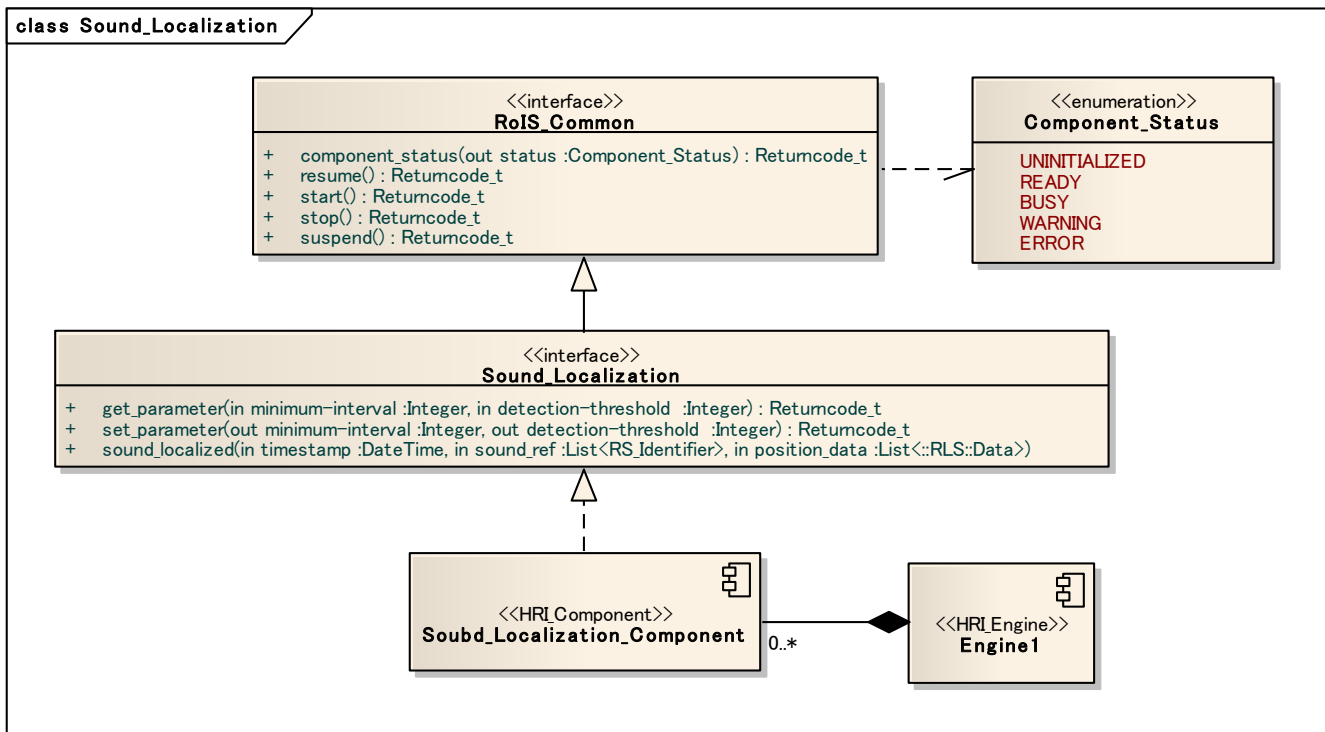 class Sound_Localization
<<interface>>
RoIS_Common
+ component_status(out status :Component_Status) : Returncode_t
+ resume() : Returncode_t
+ start() : Returncode_t
+ stop() : Returncode_t
+ suspend() : Returncode_t
<<enumeration>>
Component_Status
UNINITIALIZED
READY
BUSY
WARNING
ERROR
<<interface>>
Sound_Localization
+ get_parameter(in minimum-interval :Integer, in detection-threshold :Integer) : Returncode_t
+ set_parameter(out minimum-interval :Integer, out detection-threshold :Integer) : Returncode_t
+ sound_localized(in timestamp :DateTime, in sound_ref :List<RS_Identifier>, in position_data :List<::RLS::Data>)
<<HRI_Component>>
Soubd_Localization_Component
0..*
<<HRI_Engine>>
Engine1